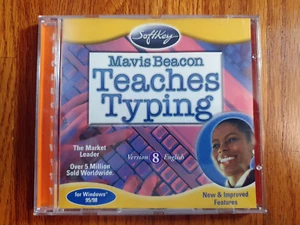 SoftKey
Mavis Beacon
Teaches
Typing
The Market
Leader
Over 5 Million
Sold Worldwide
Version 8 English
for Windows®
95/98
New & Improved
Features